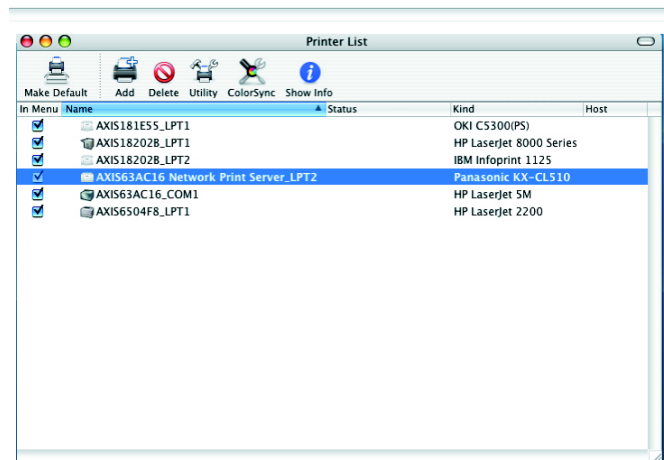 Printer List
Make Default Add Delete Utility ColorSync Show Info
In Menu Name Status Kind Host
AXIS181E55_LPT1 OKI C5300(PS)
AXIS18202B_LPT1 HP LaserJet 8000 Series
AXIS18202B_LPT2 IBM Infoprint 1125
AXIS63AC16 Network Print Server_LPT2 Panasonic KX-CL510
AXIS63AC16_COM1 HP LaserJet 5M
AXIS6504F8_LPT1 HP LaserJet 2200